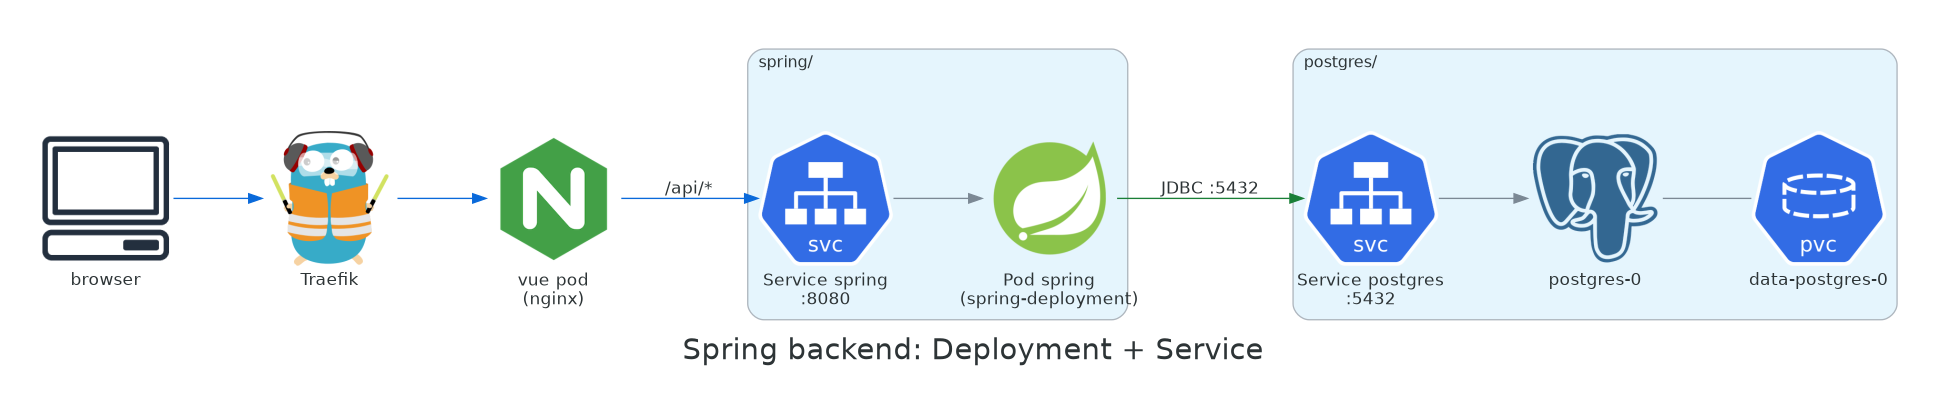 spring/
postgres/
/api/*
JDBC :5432
svc
svc
pvc
browser
Traefik
vue pod
(nginx)
Service spring
:8080
Pod spring
(spring-deployment)
Service postgres
:5432
postgres-0
data-postgres-0
Spring backend: Deployment + Service